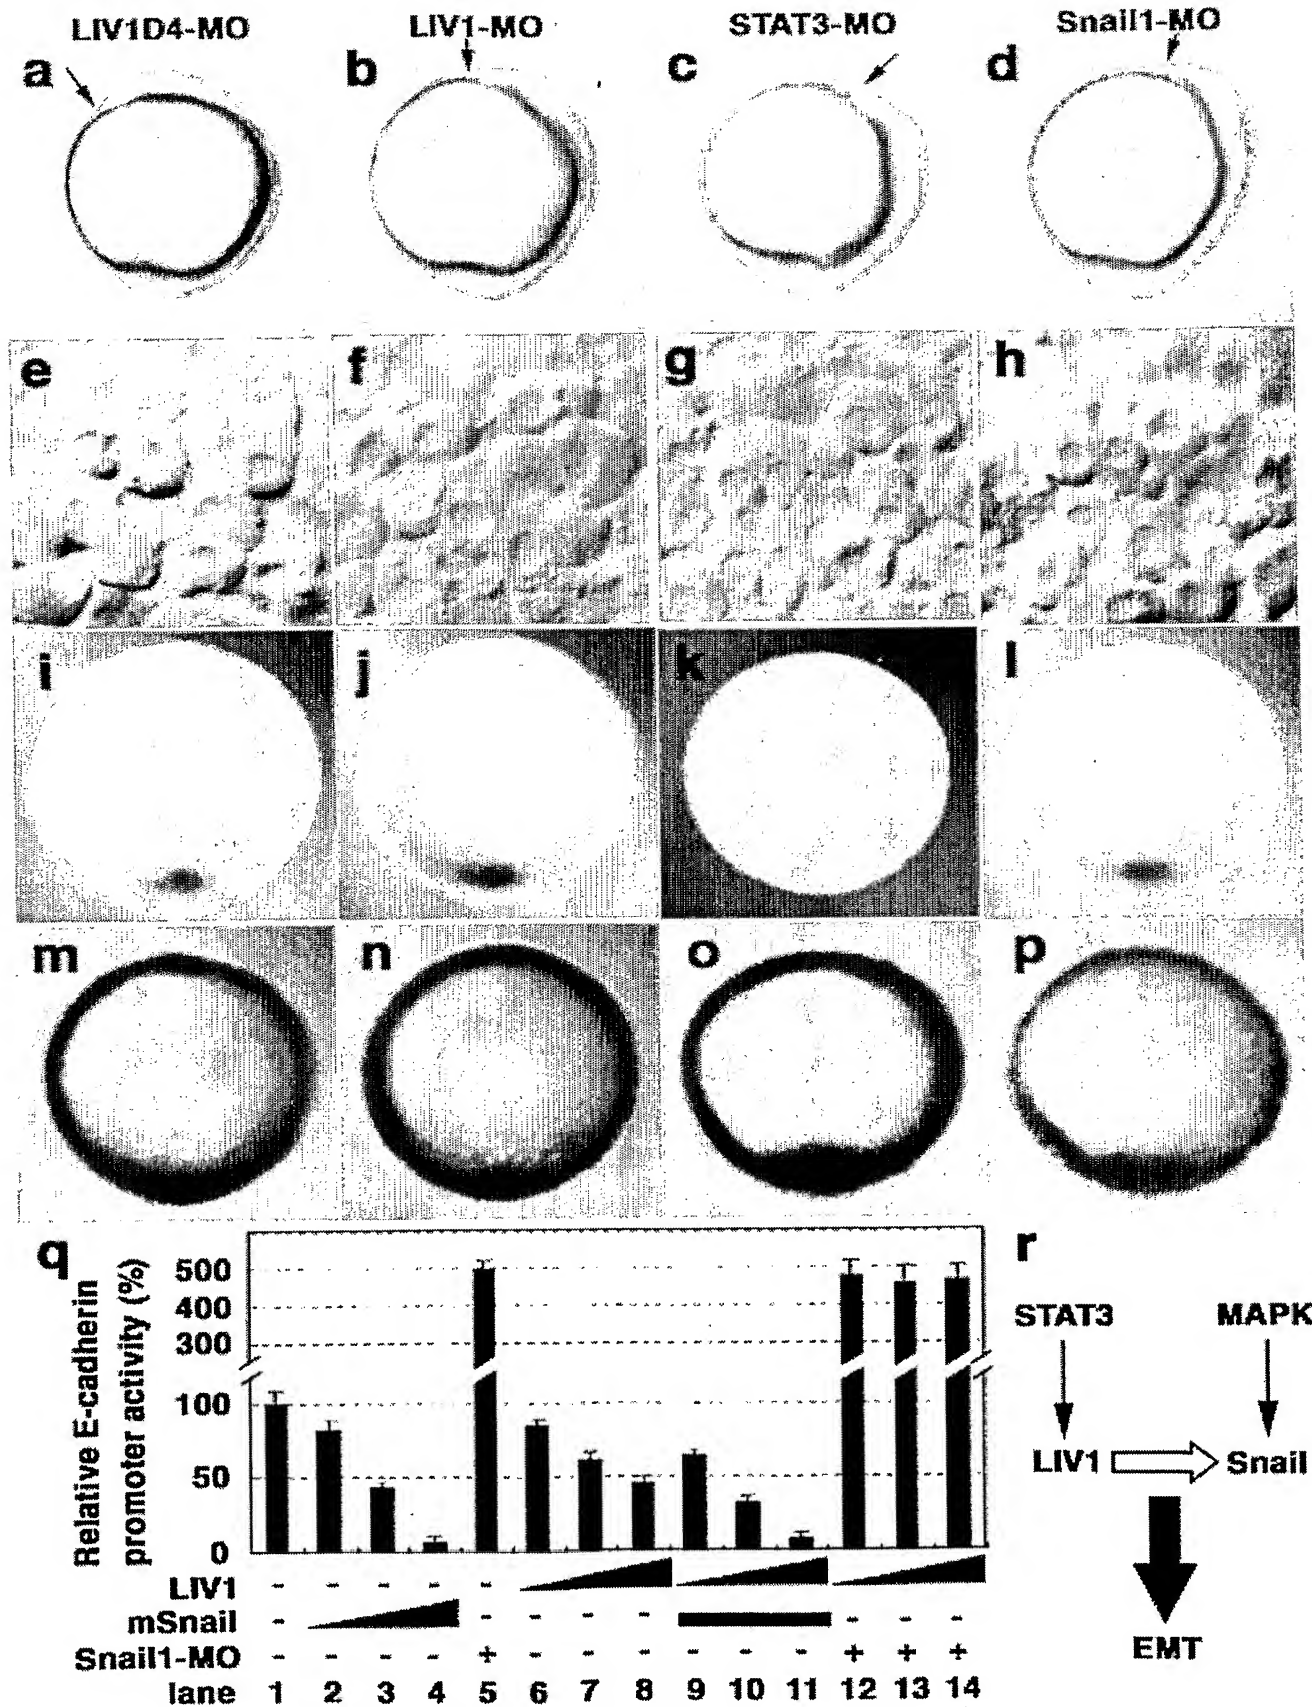 LIV1D4-MO LIV1-MO STAT3-MO Snail1-MO
a b c d
e f g h
i j k l
m n o p
q r
Relative E-cadherin
promoter activity (%)
500
400
300
100
50
0
LIV1 - - - - -
mSnail - - - - - - - -
Snail1-MO - - - - + - - - - - - + + +
lane 1 2 3 4 5 6 7 8 9 10 11 12 13 14
STAT3 MAPK
LIV1 Snail
EMT